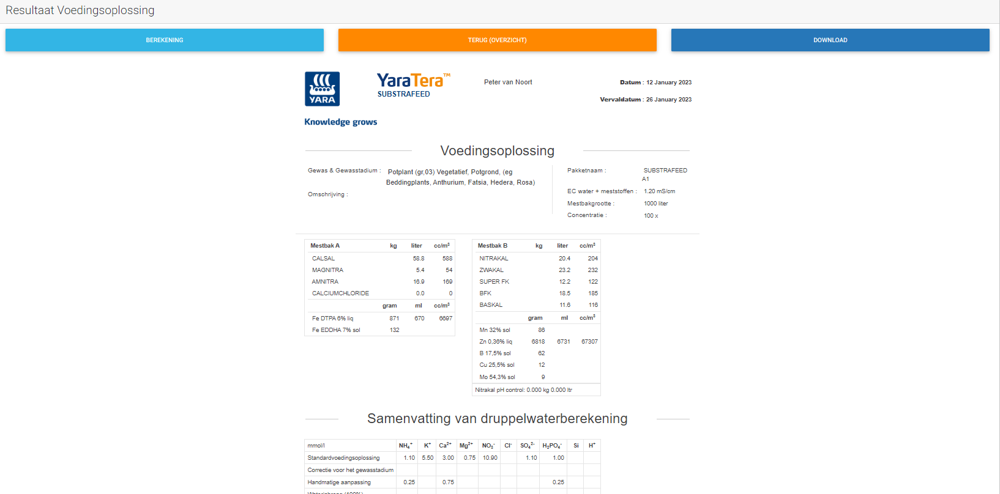 Resultaat Voedingsoplossing
BEREKENING TERUG (OVERZICHT) DOWNLOAD
YARA
Knowledge grows
YaraTera™
SUBSTRAFEED
Peter van Noort
Datum : 12 January 2023
Vervaldatum : 26 January 2023
Voedingsoplossing
Gewas & Gewasstadium : Potplant (gr,03) Vegetatief, Potgrond, (eg
Beddingplants, Anthurium, Fatsia, Hedera, Rosa)
Omschrijving :
Pakketnaam : SUBSTRAFEED
A1
EC water + meststoffen : 1.20 mS/cm
Mestbakgrootte : 1000 liter
Concentratie : 100 x
Mestbak A kg liter cc/m³
CALSAL 58.8 588
MAGNITRA 5.4 54
AMNITRA 16.9 169
CALCIUMCHLORIDE 0.0 0
gram ml cc/m³
Fe DTPA 6% liq 871 670 6697
Fe EDDHA 7% sol 132
Mestbak B kg liter cc/m³
NITRAKAL 20.4 204
ZWAKAL 23.2 232
SUPER FK 12.2 122
BFK 18.5 185
BASKAL 11.6 116
gram ml cc/m³
Mn 32% sol 86
Zn 0,36% liq 6818 6731 67307
B 17,5% sol 62
Cu 25,5% sol 12
Mo 54,3% sol 9
Nitrakal pH control: 0.000 kg 0.000 ltr
Samenvatting van druppelwaterberekening
mmol/l NH₄⁺ K⁺ Ca²⁺ Mg²⁺ NO₃⁻ Cl⁻ SO₄²⁻ H₂PO₄⁻ Si H⁺
Standardvoedingsoplossing 1.10 5.50 3.00 0.75 10.90 1.10 1.00
Correctie voor het gewasstadium
Handmatige aanpassing 0.25 0.75 0.25